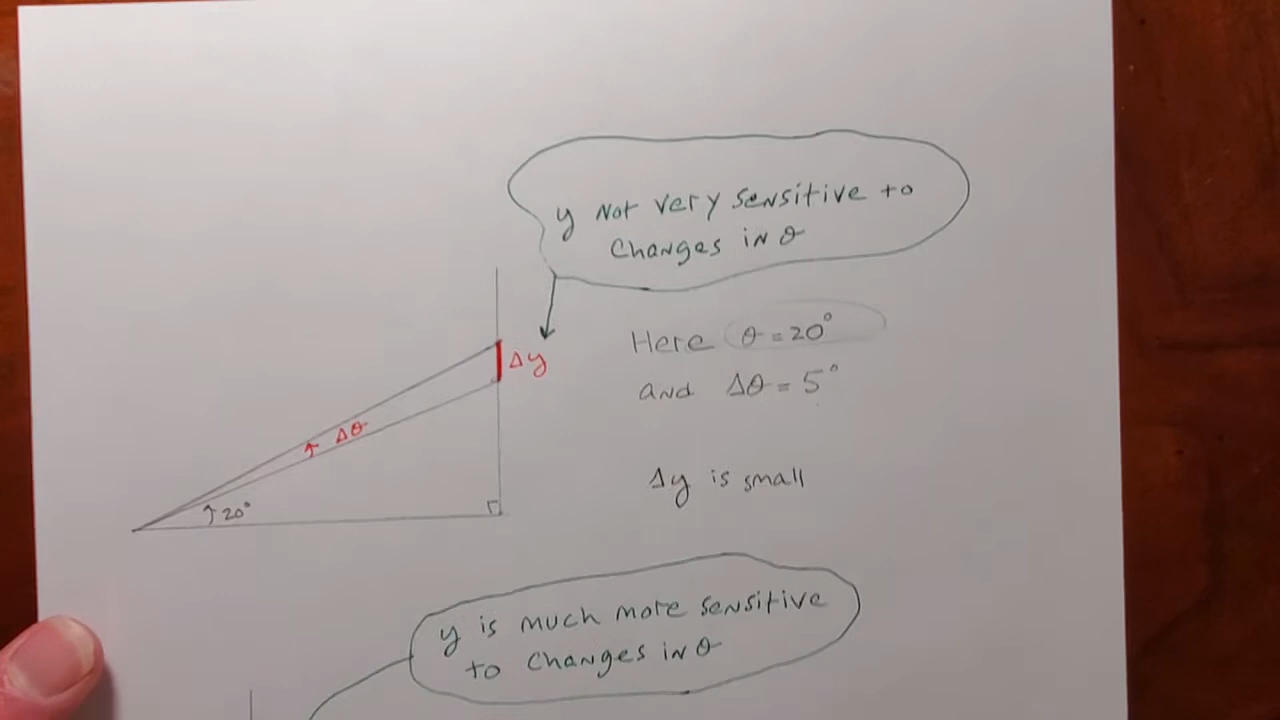 y Not very sensitive to
changes in θ
Here θ = 20°
and Δθ = 5°
Δy
Δθ
20°
Δy is small
y is much more sensitive
to changes in θ